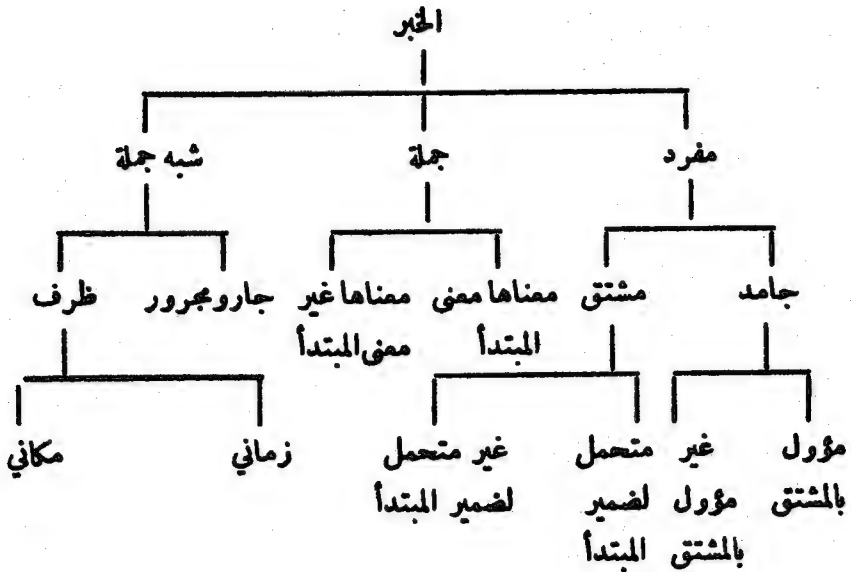 الخبر
مفرد جملة شبه جملة
جامد مشتق معناها معنى معناها غير جار ومجرور ظرف
المبتدأ معنى المبتدأ
مؤول غير متحمل غير متحمل زماني مكاني
بالمشتق مؤول لضمير لضمير المبتدأ
بالمشتق المبتدأ